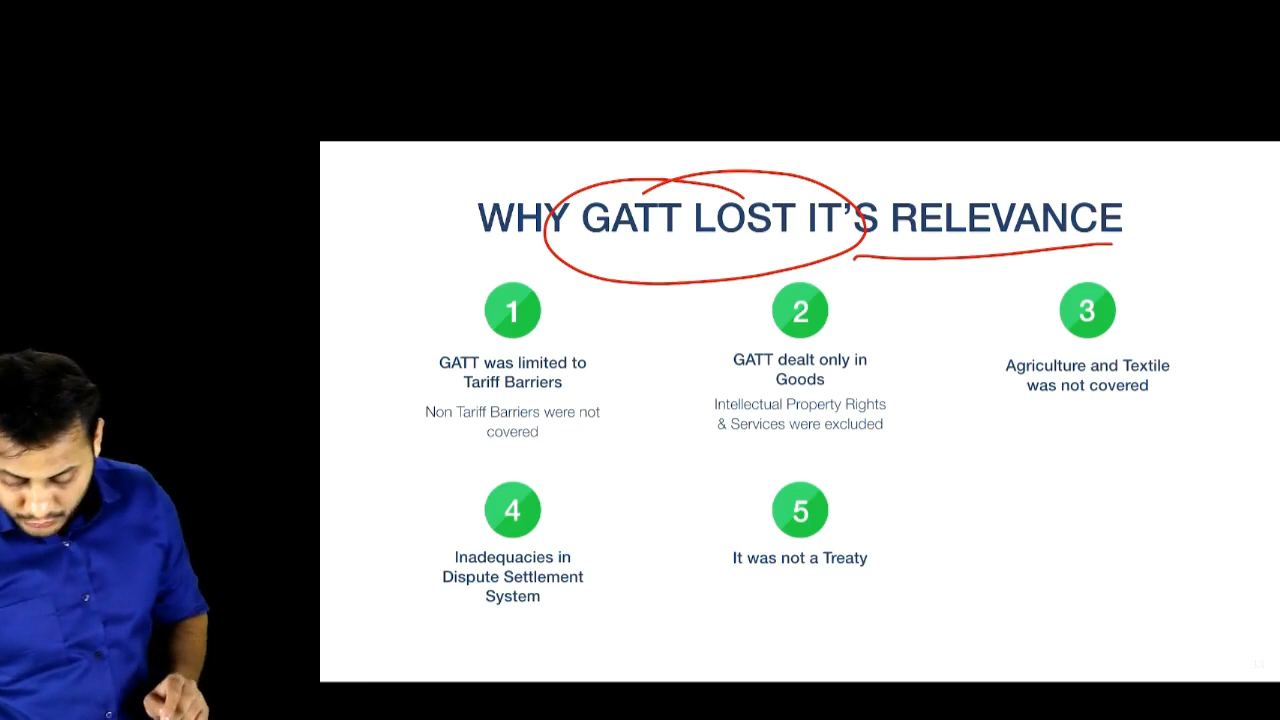 WHY GATT LOST IT'S RELEVANCE
1
GATT was limited to
Tariff Barriers
Non Tariff Barriers were not
covered
2
GATT dealt only in
Goods
Intellectual Property Rights
& Services were excluded
3
Agriculture and Textile
was not covered
4
Inadequacies in
Dispute Settlement
System
5
It was not a Treaty